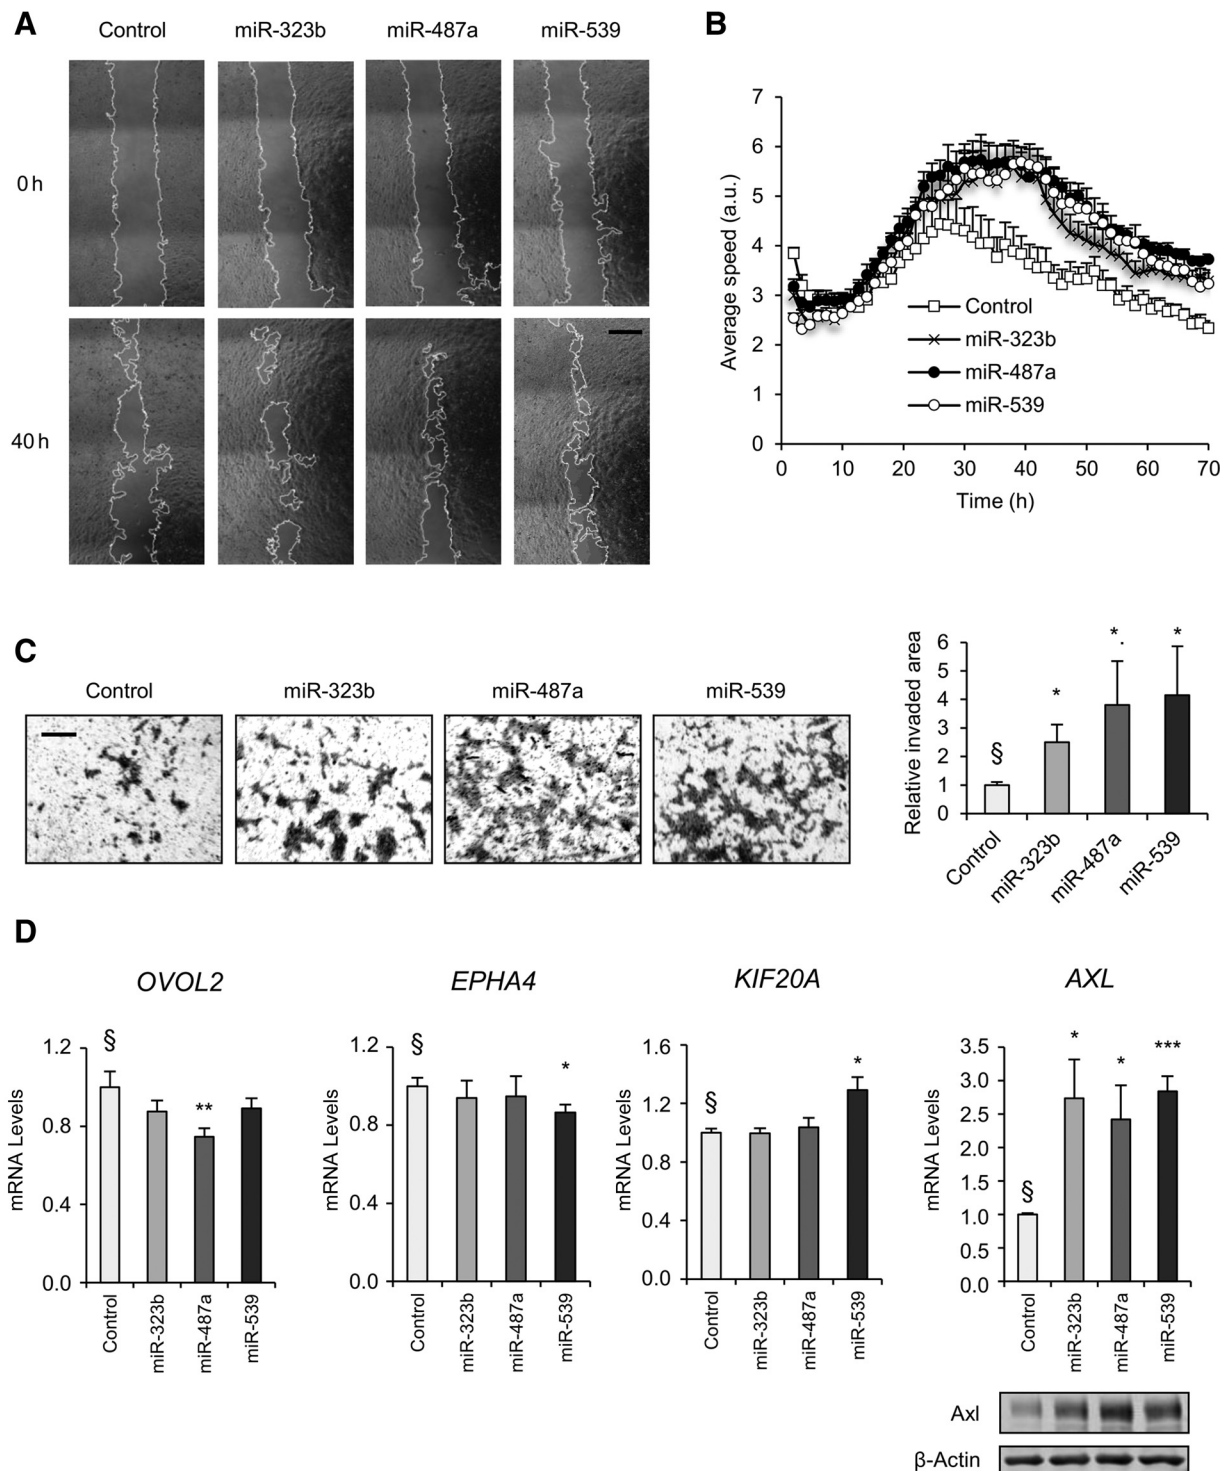 A
Control miR-323b miR-487a miR-539
0 h
40 h
B
7
6
5
4
3
2
1
0
Average speed (a.u.)
Control
miR-323b
miR-487a
miR-539
0 10 20 30 40 50 60 70
Time (h)
C
Control miR-323b miR-487a miR-539
Relative invaded area
6
5
4
3
2
1
0
§ * * *
Control miR-323b miR-487a miR-539
D
OVOL2
mRNA Levels
1.2
0.8
0.4
0.0
§ **
Control miR-323b miR-487a miR-539
EPHA4
mRNA Levels
1.2
0.8
0.4
0.0
§ *
Control miR-323b miR-487a miR-539
KIF20A
mRNA Levels
1.6
1.2
0.8
0.4
0.0
§ *
Control miR-323b miR-487a miR-539
AXL
mRNA Levels
3.5
3.0
2.5
2.0
1.5
1.0
0.5
0.0
§ * * ***
Control miR-323b miR-487a miR-539
Axl
β-Actin